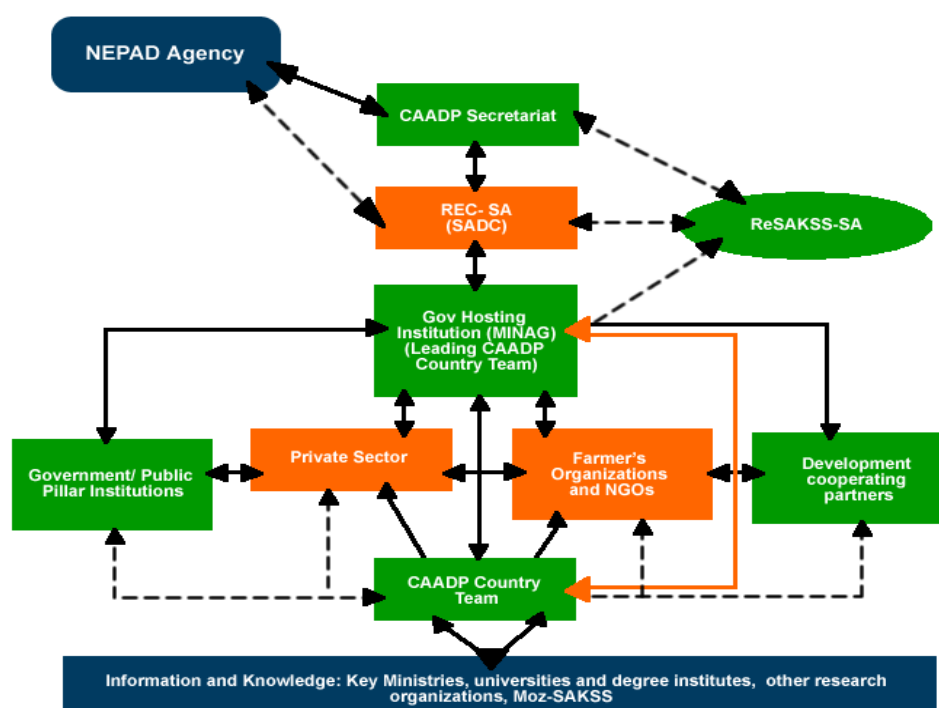 NEPAD Agency
CAADP Secretariat
REC- SA
(SADC)
ReSAKSS-SA
Gov Hosting
Institution (MINAG)
(Leading CAADP
Country Team)
Government/ Public
Pillar Institutions
Private Sector
Farmer's
Organizations
and NGOs
Development
cooperating
partners
CAADP Country
Team
Information and Knowledge: Key Ministries, universities and degree institutes, other research
organizations, Moz-SAKSS